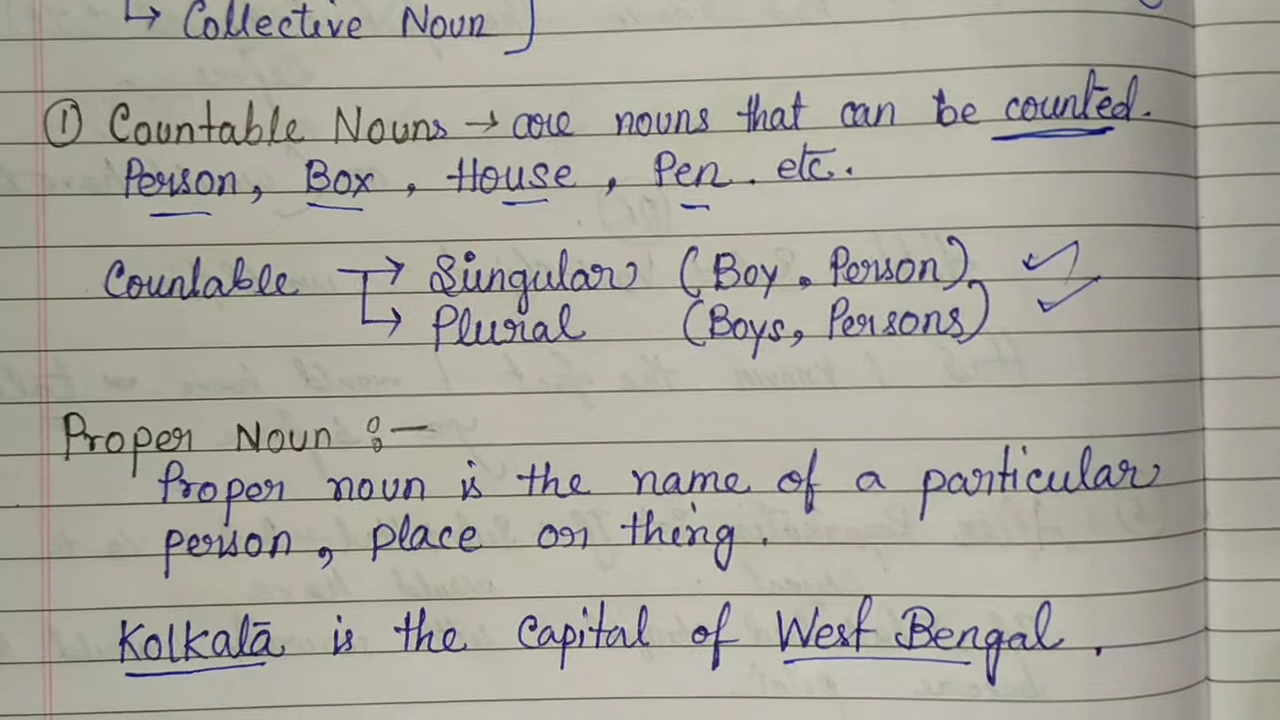 ↳ Collective Noun ]
① Countable Nouns → are nouns that can be counted.
Person, Box, House, Pen. etc.
Countable → Singular (Boy, Person) ✓
↳ Plural (Boys, Persons) ✓
Proper Noun :-
Proper noun is the name of a particular
person, place or thing.
Kolkata is the capital of West Bengal.